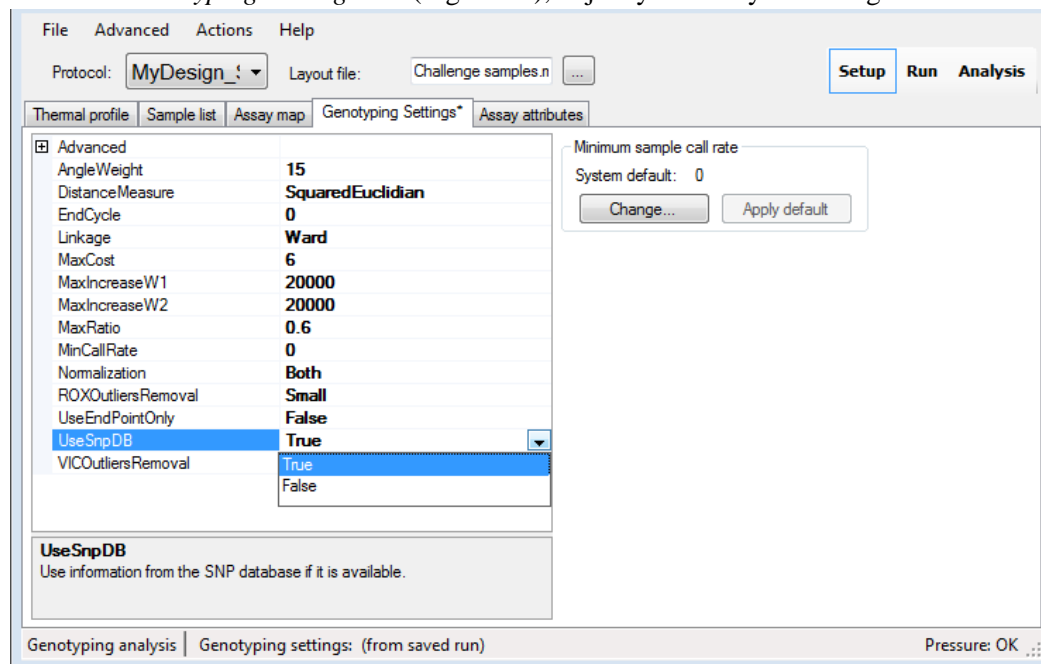 File Advanced Actions Help
Protocol: MyDesign_ Layout file: Challenge samples.n ... Setup Run Analysis
Thermal profile Sample list Assay map Genotyping Settings* Assay attributes
Advanced
AngleWeight 15
DistanceMeasure SquaredEuclidian
EndCycle 0
Linkage Ward
MaxCost 6
MaxIncreaseW1 20000
MaxIncreaseW2 20000
MaxRatio 0.6
MinCallRate 0
Normalization Both
ROXOutliersRemoval Small
UseEndPointOnly False
UseSnpDB True
VICOutliersRemoval
True
False
Minimum sample call rate
System default: 0
Change... Apply default
UseSnpDB
Use information from the SNP database if it is available.
Genotyping analysis Genotyping settings: (from saved run) Pressure: OK